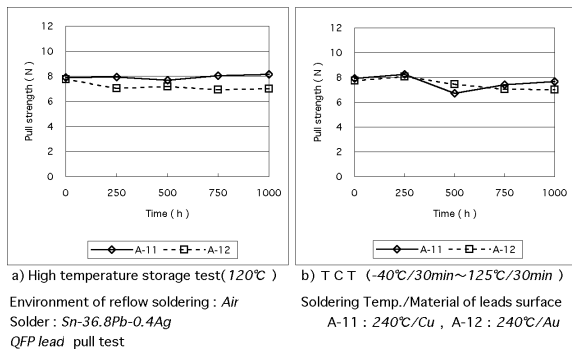 12
10
8
6
4
2
0
Pull strength ( N )
0 250 500 750 1000
Time ( h )
A-11 A-12
a) High temperature storage test(120℃ )
12
10
8
6
4
2
0
Pull strength ( N )
0 250 500 750 1000
Time ( h )
A-11 A-12
b) T C T (-40℃/30min～125℃/30min )
Environment of reflow soldering : Air
Solder : Sn-36.8Pb-0.4Ag
QFP lead pull test
Soldering Temp./Material of leads surface
A-11 : 240℃/Cu , A-12 : 240℃/Au